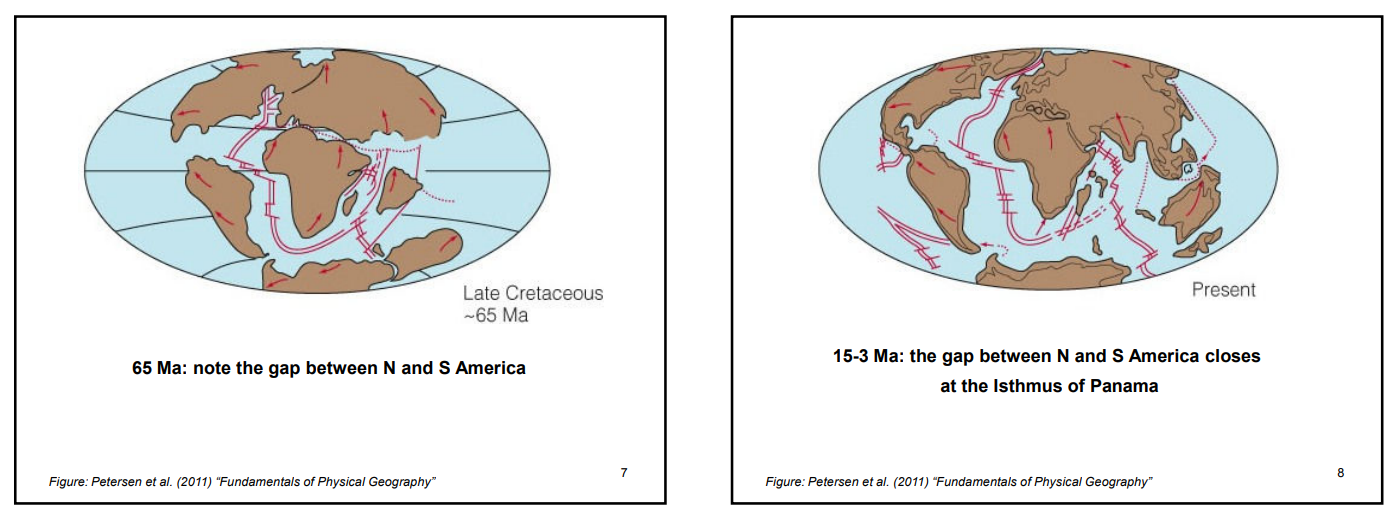 Late Cretaceous
~65 Ma
65 Ma: note the gap between N and S America
Figure: Petersen et al. (2011) “Fundamentals of Physical Geography”
7
Present
15-3 Ma: the gap between N and S America closes
at the Isthmus of Panama
Figure: Petersen et al. (2011) “Fundamentals of Physical Geography”
8